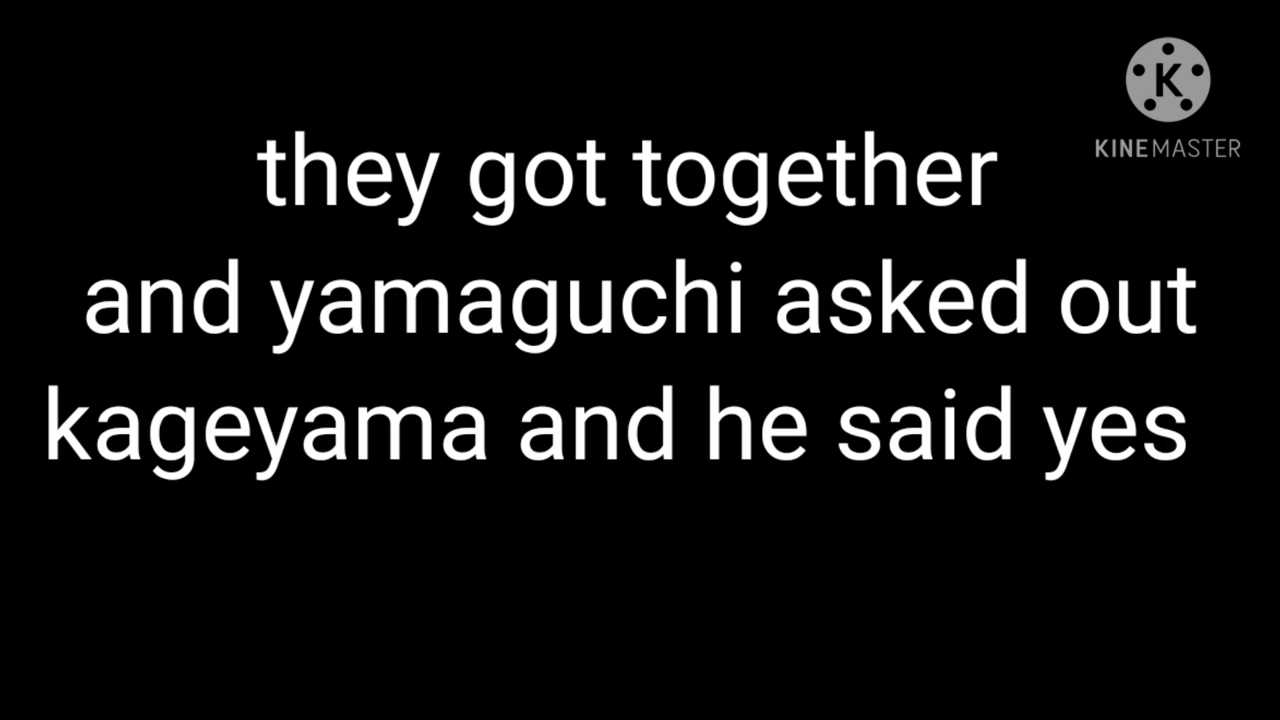 K
KINEMASTER
they got together
and yamaguchi asked out
kageyama and he said yes